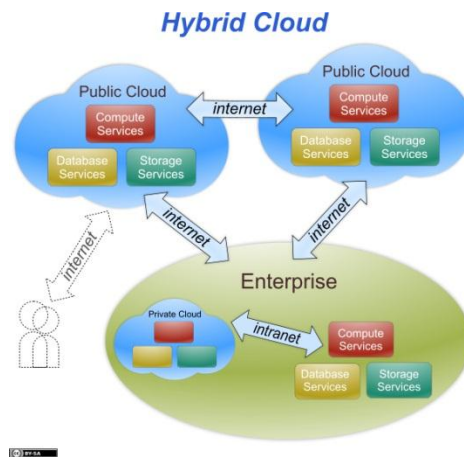 Hybrid Cloud
Public Cloud
Compute
Services
Database
Services
Storage
Services
internet
Public Cloud
Compute
Services
Database
Services
Storage
Services
internet
internet
internet
Enterprise
Private Cloud
intranet
Compute
Services
Database
Services
Storage
Services
BY-SA